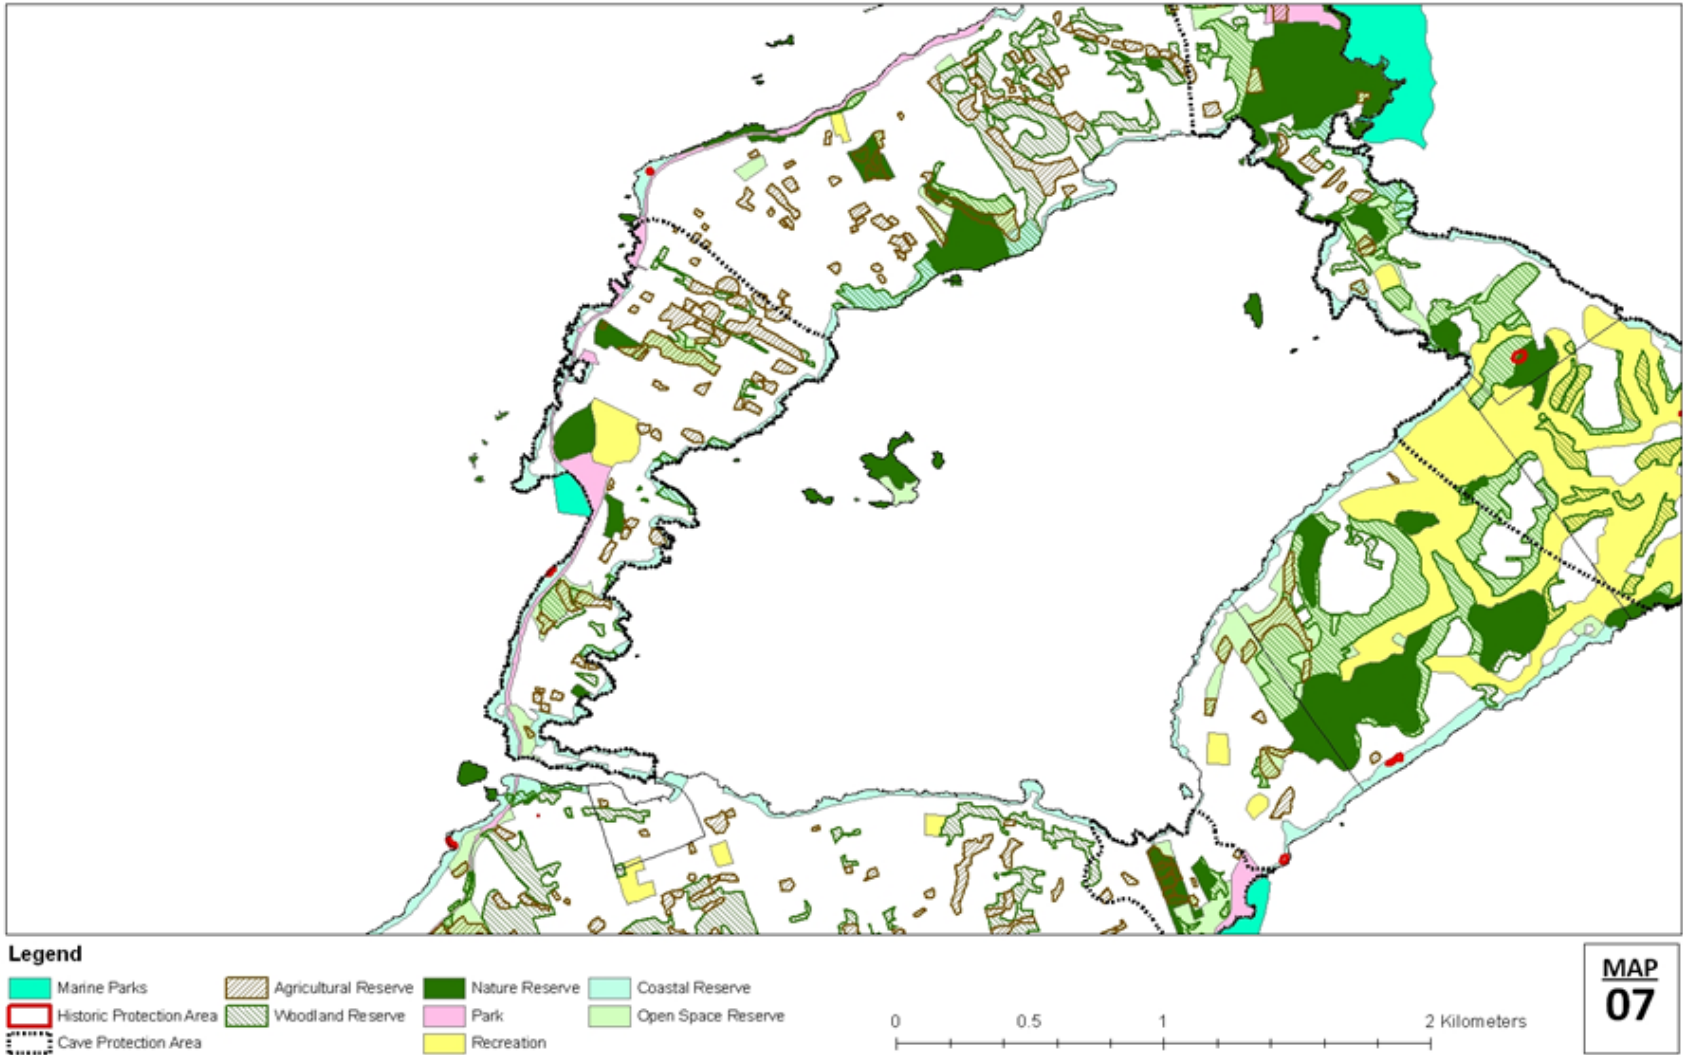 Legend
Marine Parks
Agricultural Reserve
Nature Reserve
Coastal Reserve
Historic Protection Area
Woodland Reserve
Park
Open Space Reserve
Cave Protection Area
Recreation
0 0.5 1 2 Kilometers
MAP
07